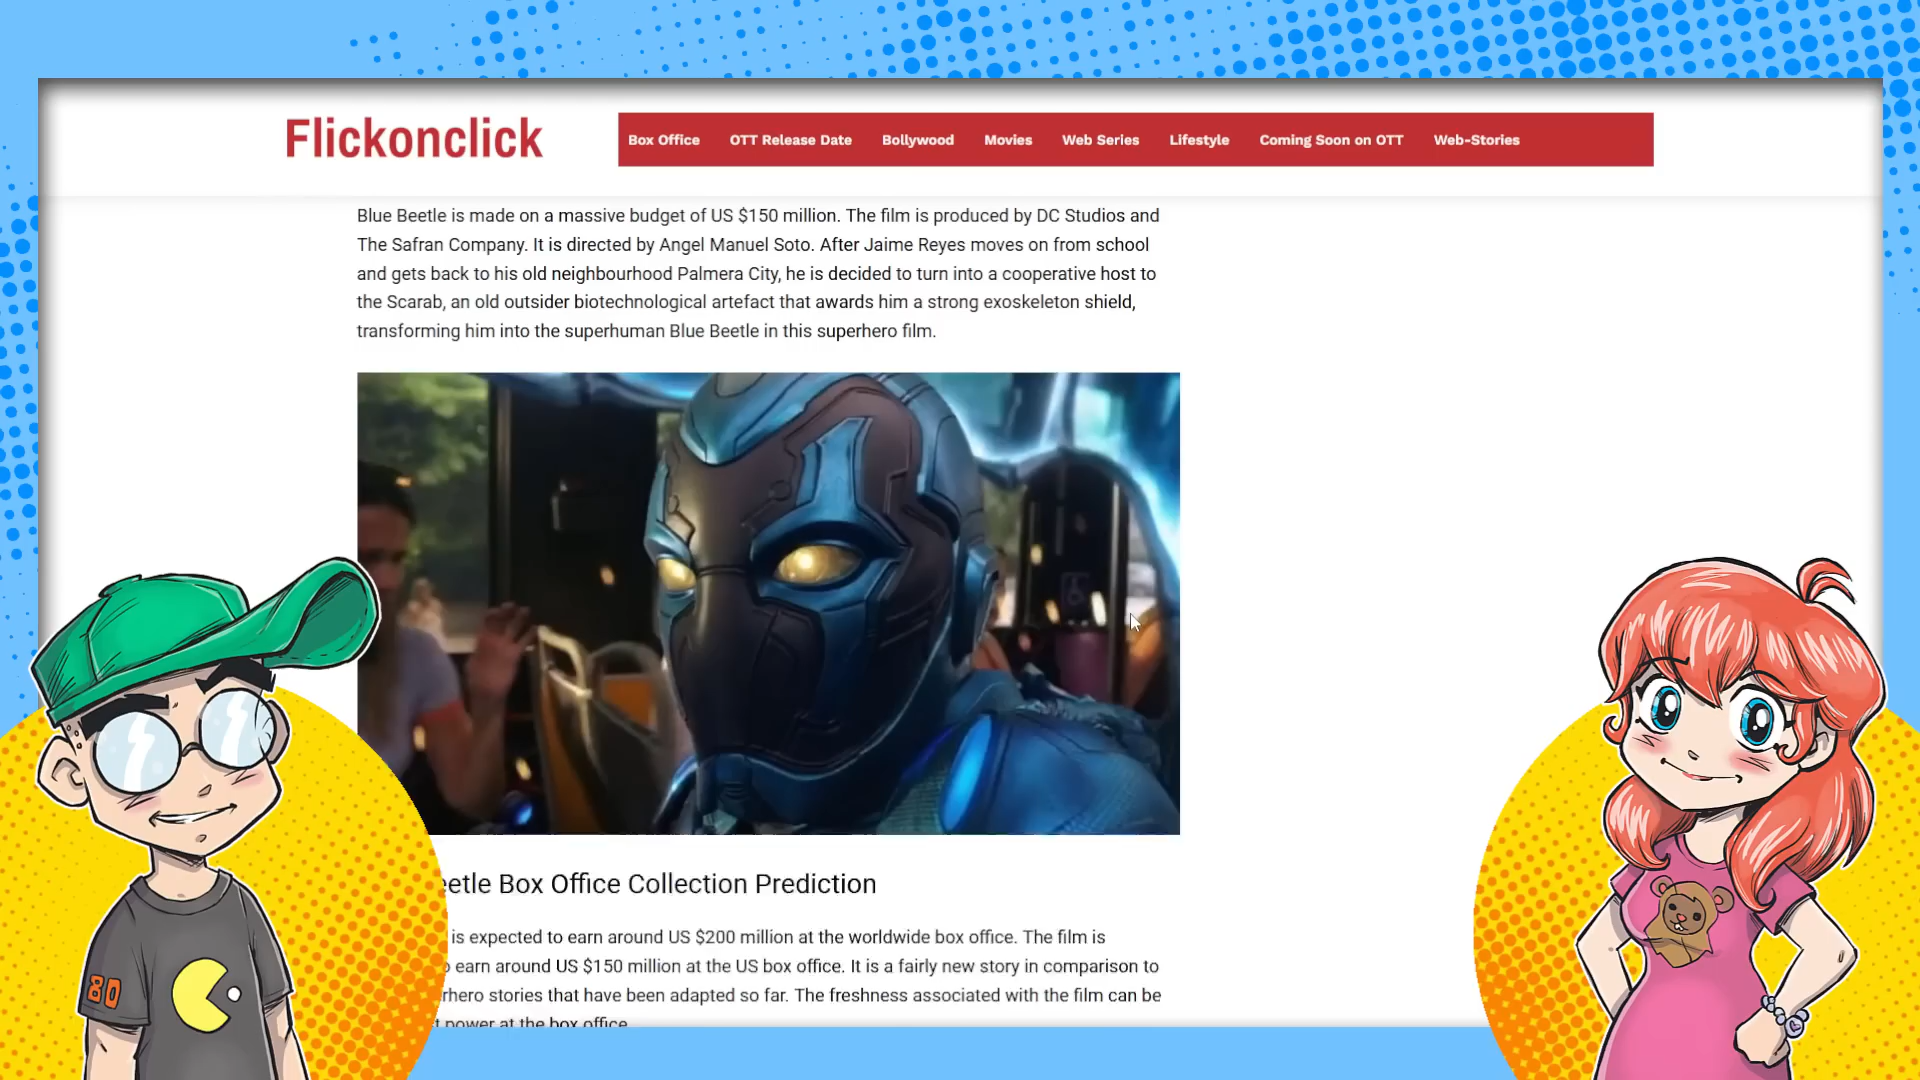 Flickonclick
Box Office OTT Release Date Bollywood Movies Web Series Lifestyle Coming Soon on OTT Web-Stories
Blue Beetle is made on a massive budget of US $150 million. The film is produced by DC Studios and
The Safran Company. It is directed by Angel Manuel Soto. After Jaime Reyes moves on from school
and gets back to his old neighbourhood Palmera City, he is decided to turn into a cooperative host to
the Scarab, an old outsider biotechnological artefact that awards him a strong exoskeleton shield,
transforming him into the superhuman Blue Beetle in this superhero film.
etle Box Office Collection Prediction
is expected to earn around US $200 million at the worldwide box office. The film is
earn around US $150 million at the US box office. It is a fairly new story in comparison to
rhero stories that have been adapted so far. The freshness associated with the film can be
t power at the box office.
80